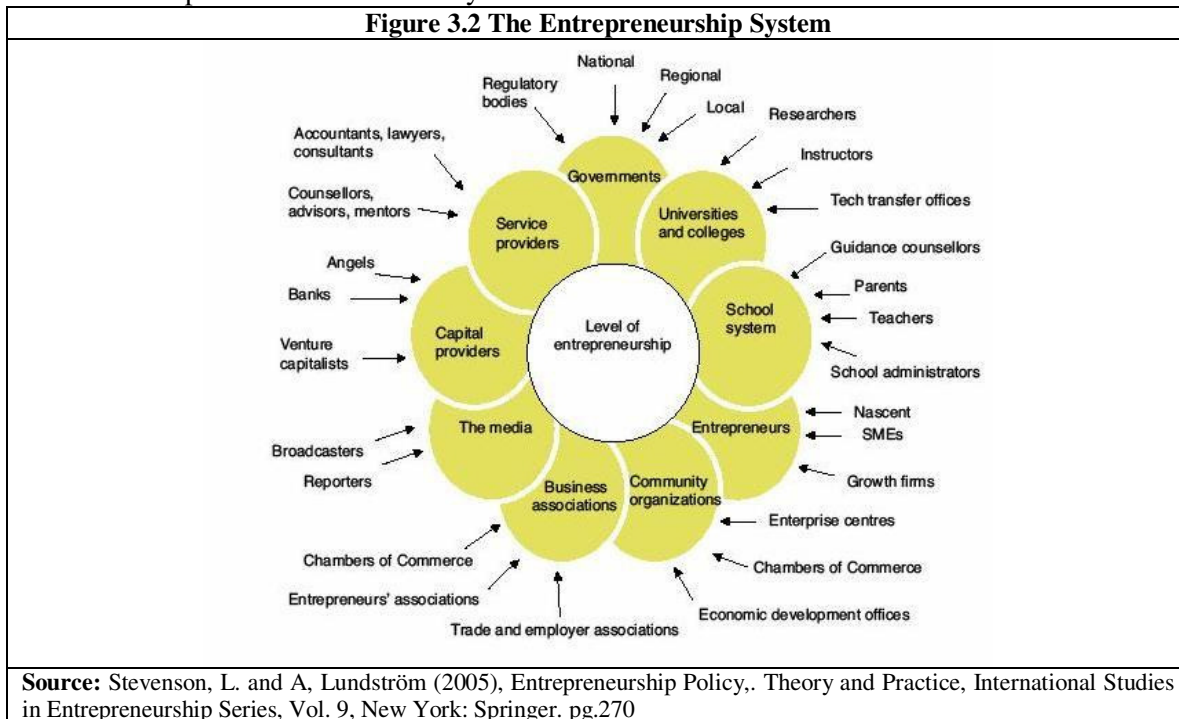 Figure 3.2 The Entrepreneurship System
National
Regulatory
bodies
Regional
Local
Researchers
Accountants, lawyers,
consultants
Instructors
Governments
Counsellors,
advisors, mentors
Service
providers
Universities
and colleges
Tech transfer offices
Guidance counsellors
Angels
Parents
Banks
School
system
Teachers
Level of
entrepreneurship
Capital
providers
Venture
capitalists
School administrators
Nascent
The media
Entrepreneurs
SMEs
Broadcasters
Reporters
Growth firms
Business
associations
Community
organizations
Enterprise centres
Chambers of Commerce
Chambers of Commerce
Entrepreneurs' associations
Economic development offices
Trade and employer associations
Source: Stevenson, L. and A, Lundström (2005), Entrepreneurship Policy,. Theory and Practice, International Studies
in Entrepreneurship Series, Vol. 9, New York: Springer. pg.270